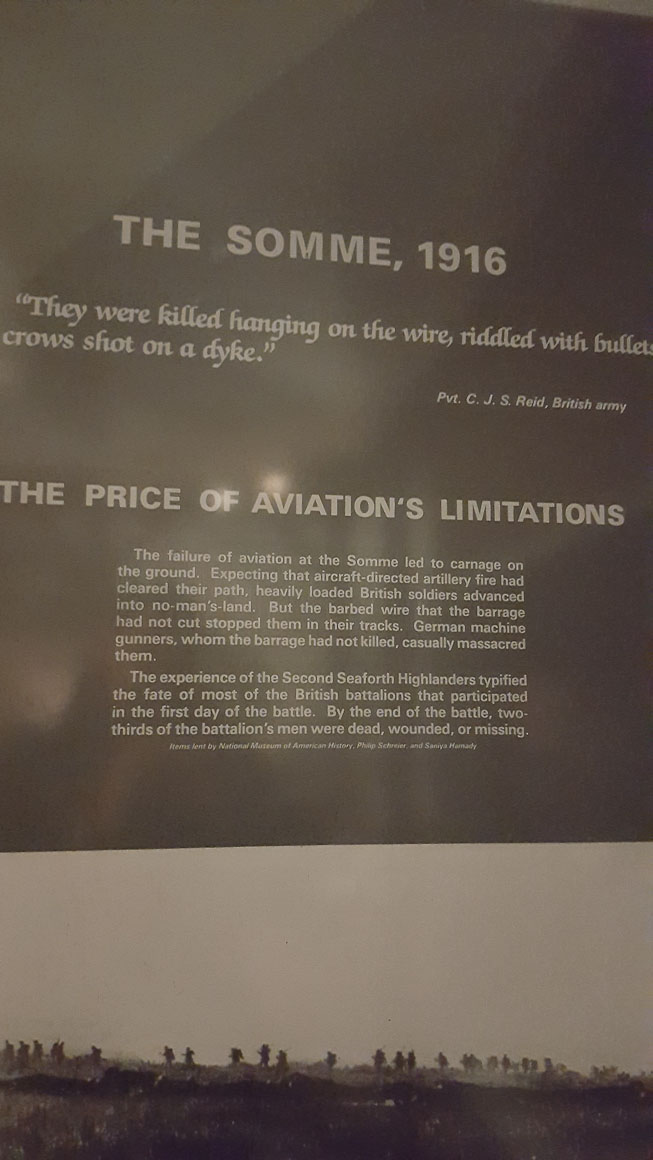 THE SOMME, 1916
“They were killed hanging on the wire, riddled with bullets
crows shot on a dyke.”
Pvt. C. J. S. Reid, British army
THE PRICE OF AVIATION'S LIMITATIONS
The failure of aviation at the Somme led to carnage on
the ground. Expecting that aircraft-directed artillery fire had
cleared their path, heavily loaded British soldiers advanced
into no-man's-land. But the barbed wire that the barrage
had not cut stopped them in their tracks. German machine
gunners, whom the barrage had not killed, casually massacred
them.
The experience of the Second Seaforth Highlanders typified
the fate of most of the British battalions that participated
in the first day of the battle. By the end of the battle, two-
thirds of the battalion's men were dead, wounded, or missing.
Items lent by National Museum of American History, Philip Schreier, and Saniya Hamady